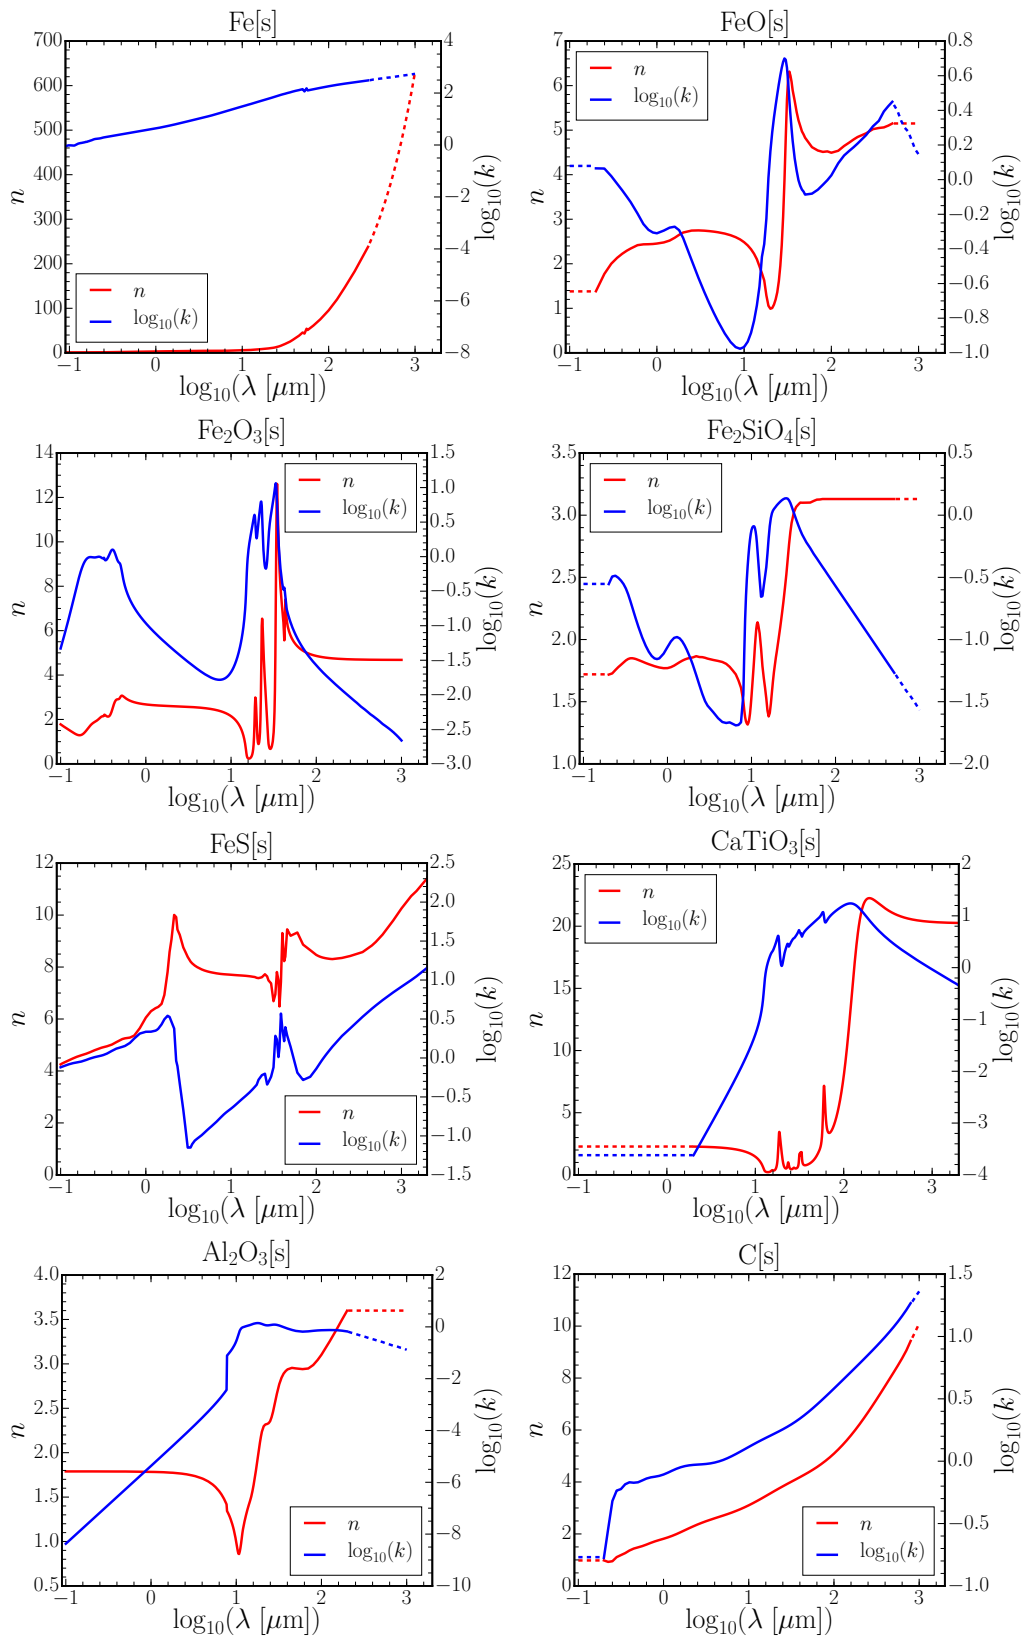 Fe[s]
700
600
500
400
300
200
100
0
n
4
2
0
−2
−4
−6
−8
log10(k)
n
log10(k)
−1 0 1 2 3
log10(λ [μm])
FeO[s]
7
6
5
4
3
2
1
0
n
0.8
0.6
0.4
0.2
0.0
−0.2
−0.4
−0.6
−0.8
−1.0
log10(k)
n
log10(k)
−1 0 1 2 3
log10(λ [μm])
Fe2O3[s]
14
12
10
8
6
4
2
0
n
1.5
1.0
0.5
0.0
−0.5
−1.0
−1.5
−2.0
−2.5
−3.0
log10(k)
n
log10(k)
−1 0 1 2 3
log10(λ [μm])
Fe2SiO4[s]
3.5
3.0
2.5
2.0
1.5
1.0
n
0.5
0.0
−0.5
−1.0
−1.5
−2.0
log10(k)
n
log10(k)
−1 0 1 2 3
log10(λ [μm])
FeS[s]
12
10
8
6
4
2
0
n
2.5
2.0
1.5
1.0
0.5
0.0
−0.5
−1.0
−1.5
log10(k)
n
log10(k)
−1 0 1 2 3
log10(λ [μm])
CaTiO3[s]
25
20
15
10
5
0
n
2
1
0
−1
−2
−3
−4
log10(k)
n
log10(k)
−1 0 1 2 3
log10(λ [μm])
Al2O3[s]
4.0
3.5
3.0
2.5
2.0
1.5
1.0
0.5
n
2
0
−2
−4
−6
−8
−10
log10(k)
n
log10(k)
−1 0 1 2 3
log10(λ [μm])
C[s]
12
10
8
6
4
2
0
n
1.5
1.0
0.5
0.0
−0.5
−1.0
log10(k)
n
log10(k)
−1 0 1 2 3
log10(λ [μm])